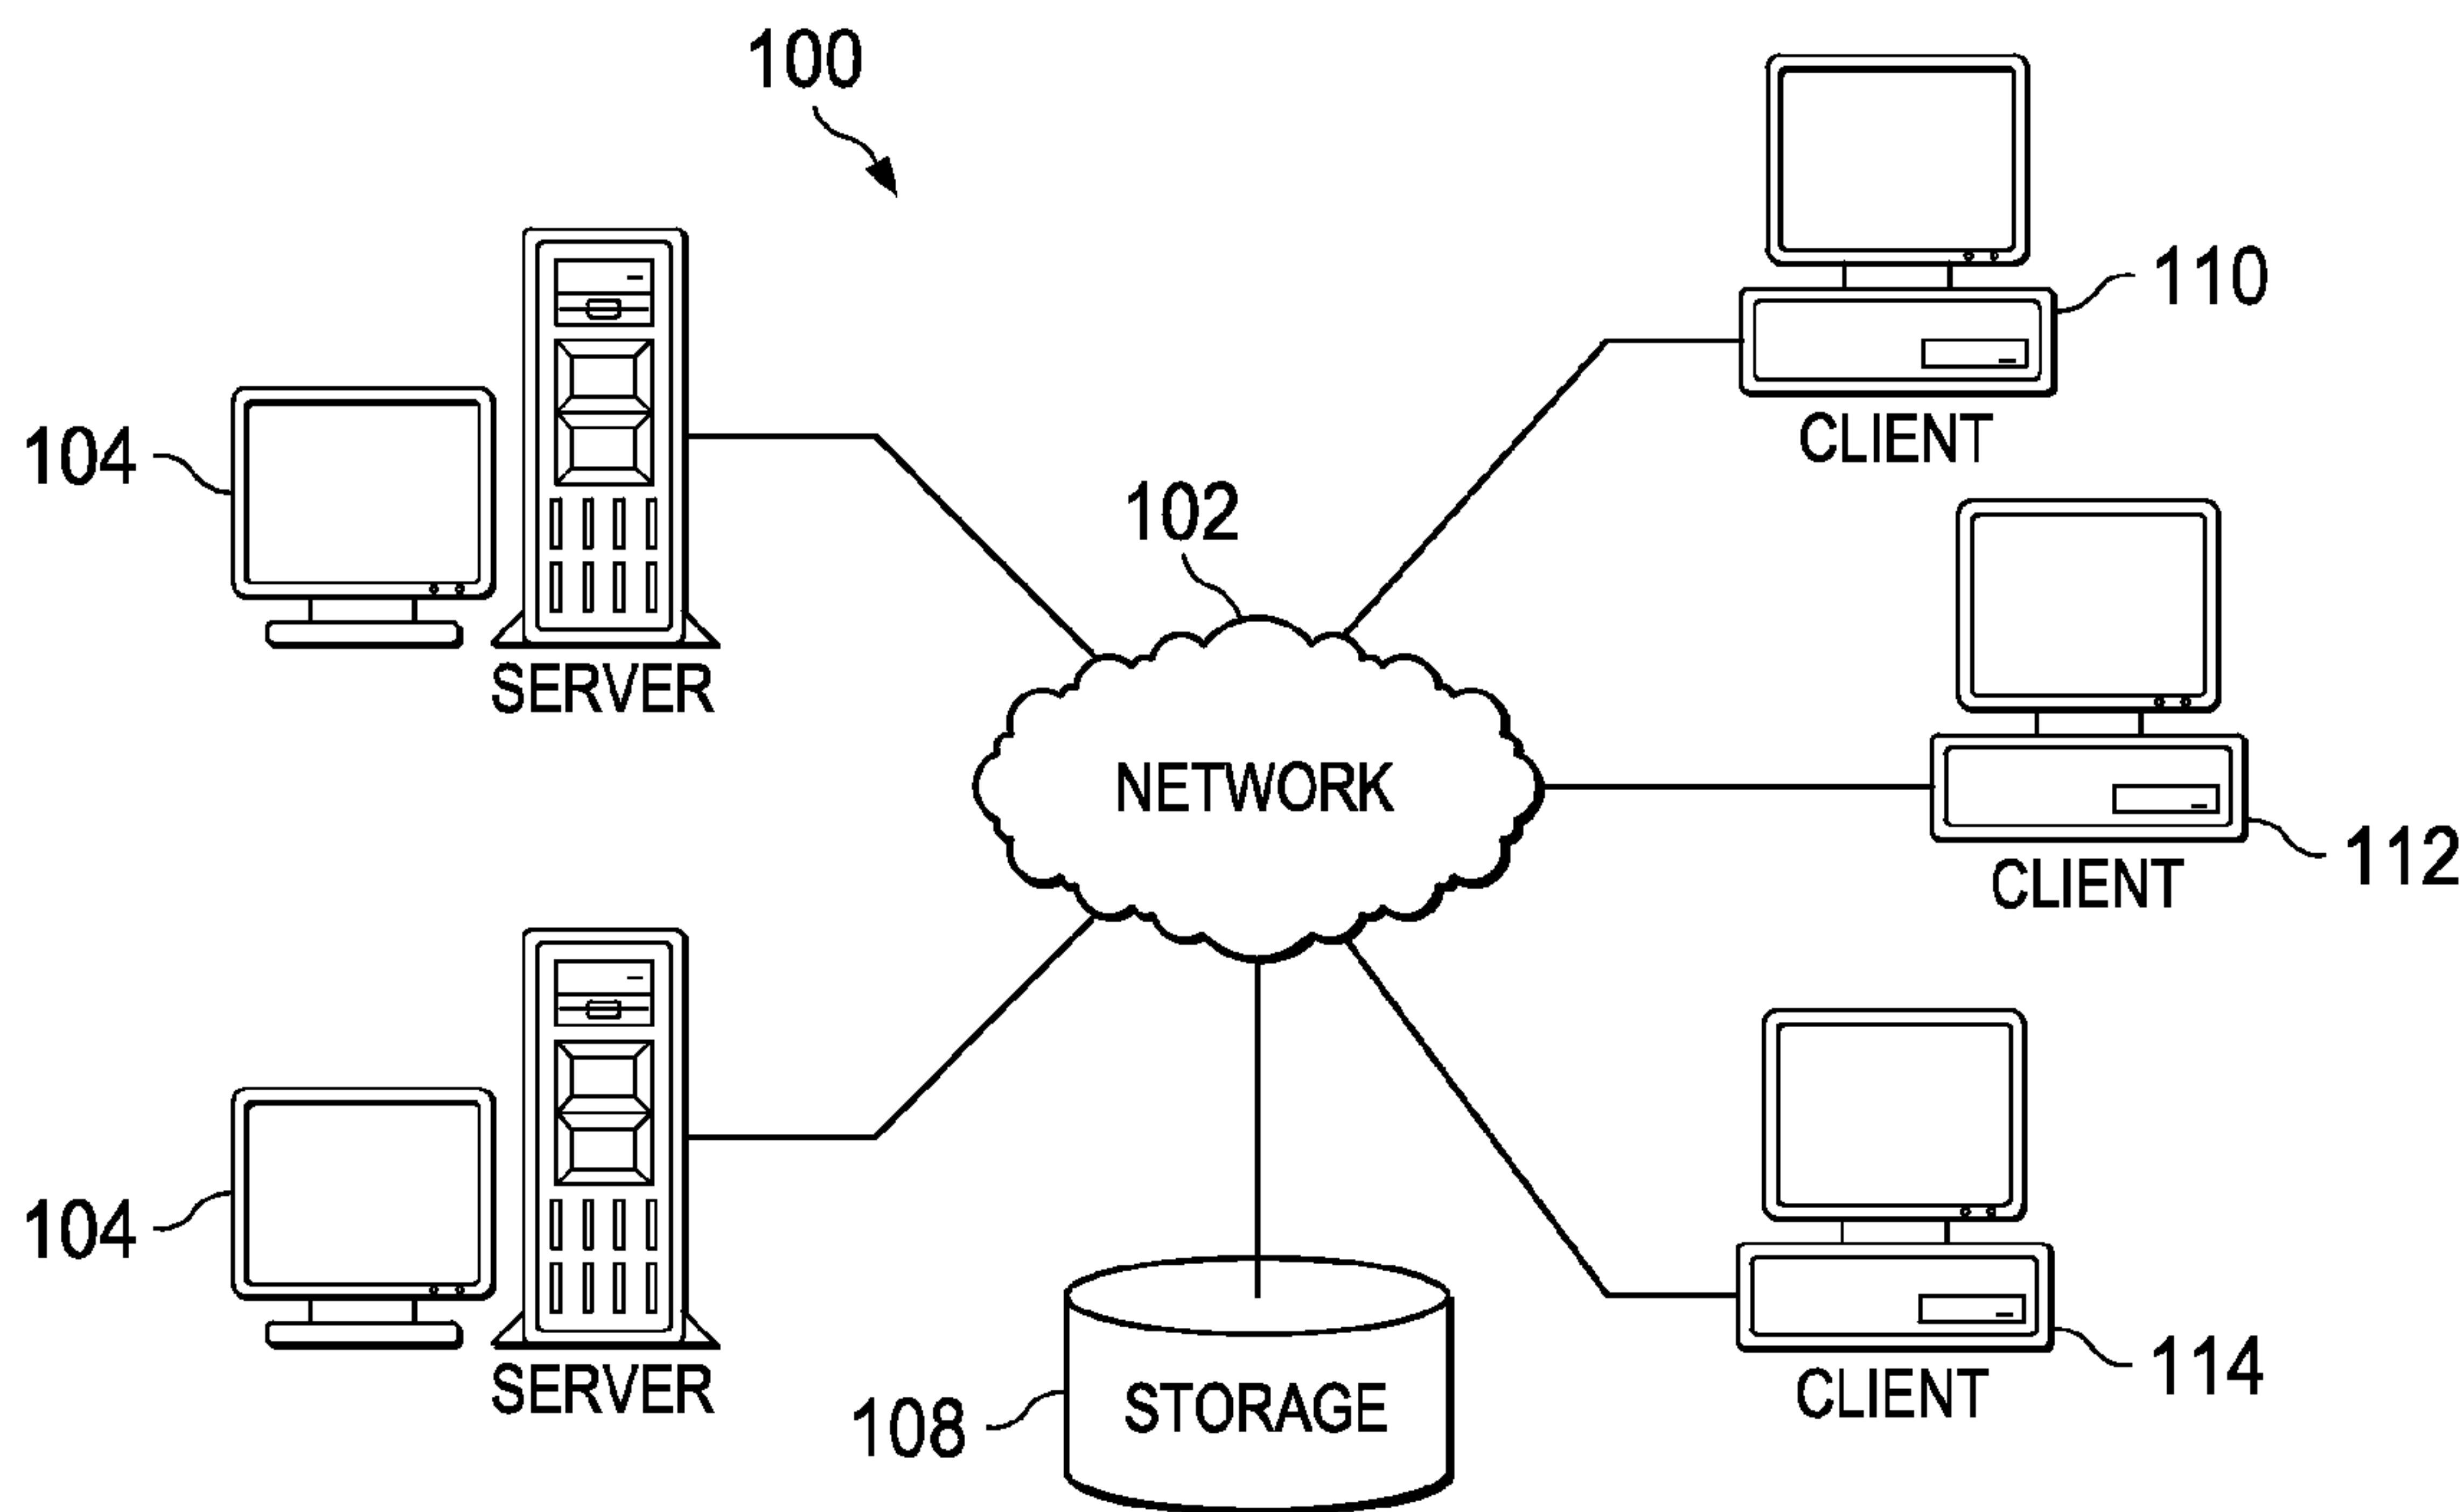 100
110
CLIENT
104
102
SERVER
NETWORK
112
CLIENT
104
SERVER
108
STORAGE
114
CLIENT